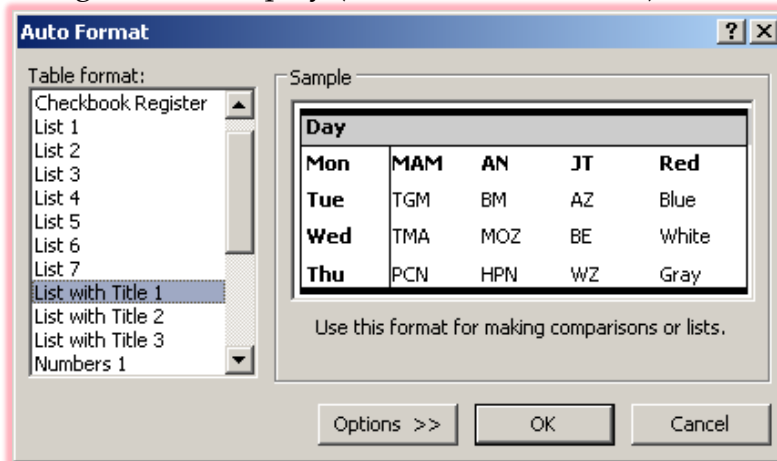 Auto Format
Table format:
Checkbook Register
List 1
List 2
List 3
List 4
List 5
List 6
List 7
List with Title 1
List with Title 2
List with Title 3
Numbers 1
Sample
Day
Mon MAM AN JT Red
Tue TGM BM AZ Blue
Wed TMA MOZ BE White
Thu PCN HPN WZ Gray
Use this format for making comparisons or lists.
Options >> OK Cancel